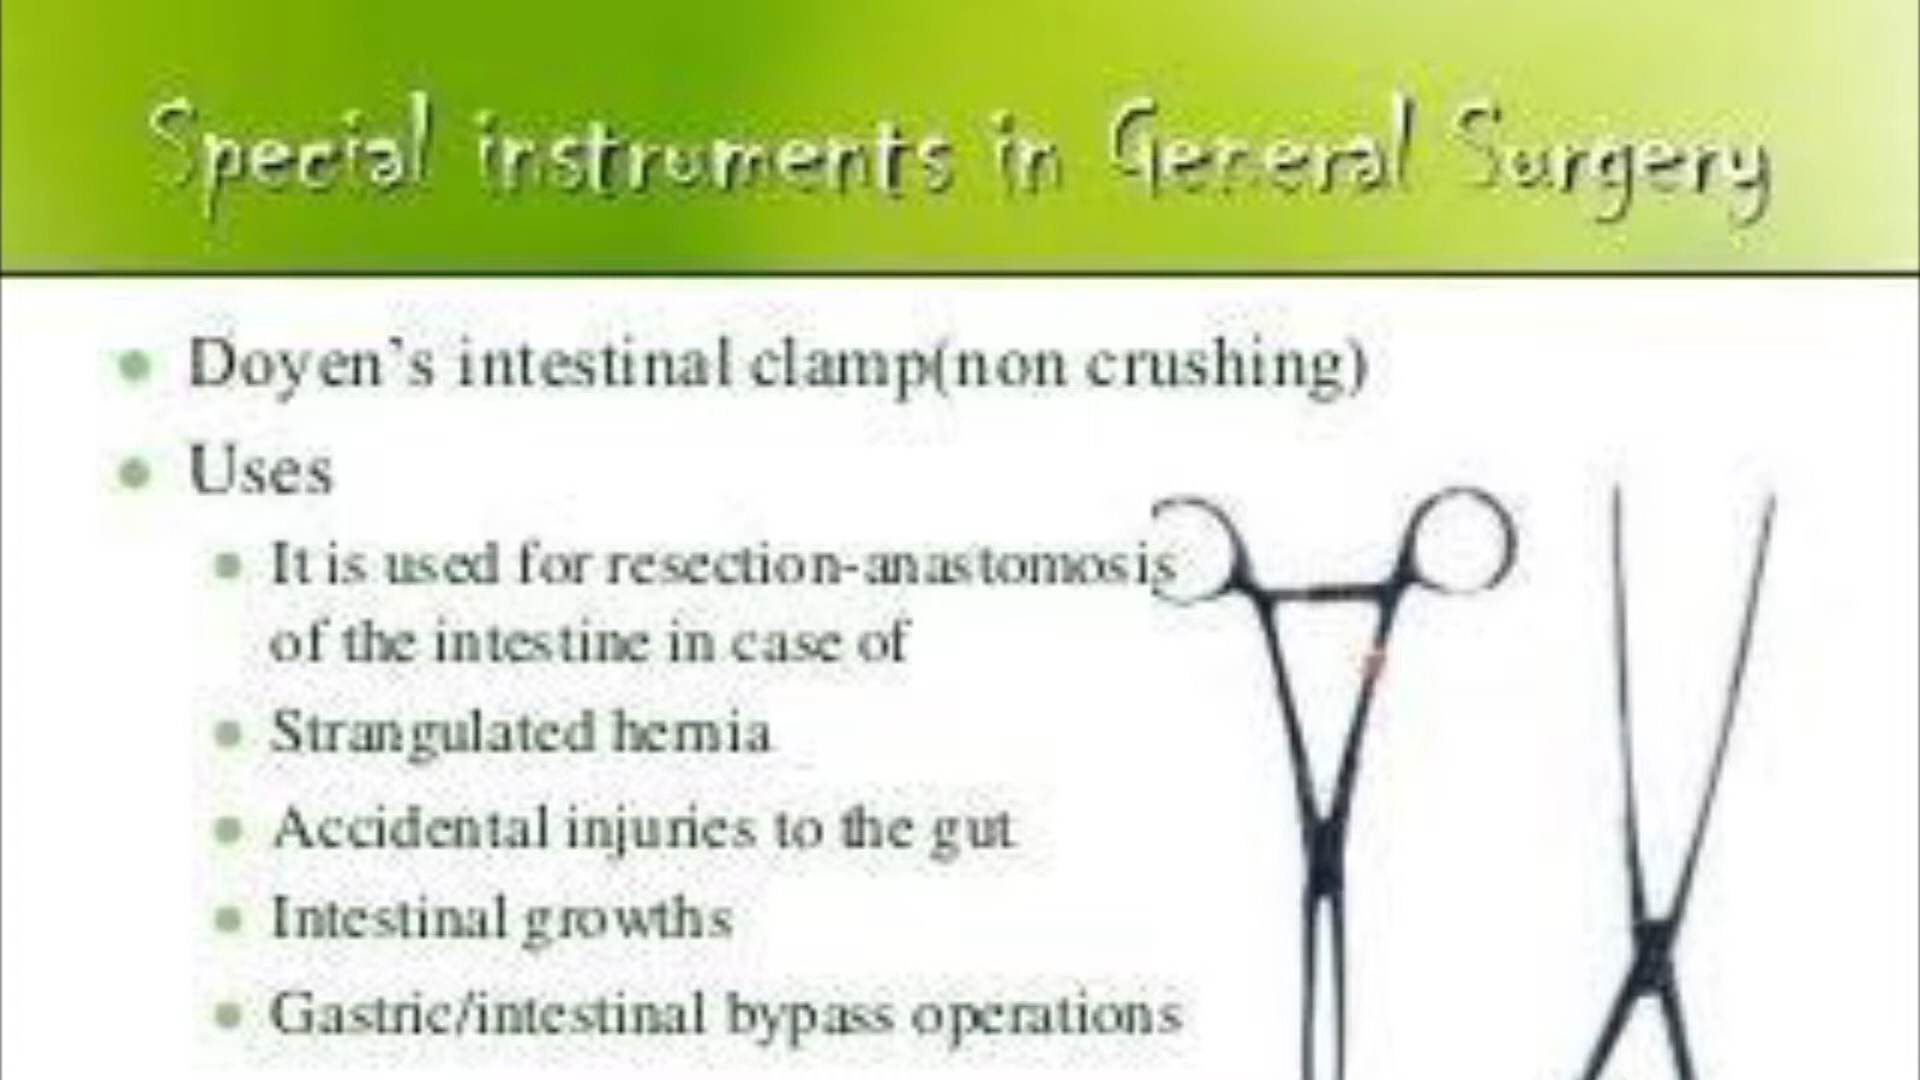 Special instruments in General Surgery
Doyen's intestinal clamp(non crushing)
Uses
It is used for resection-anastomosis
of the intestine in case of
Strangulated hernia
Accidental injuries to the gut
Intestinal growths
Gastric/intestinal bypass operations